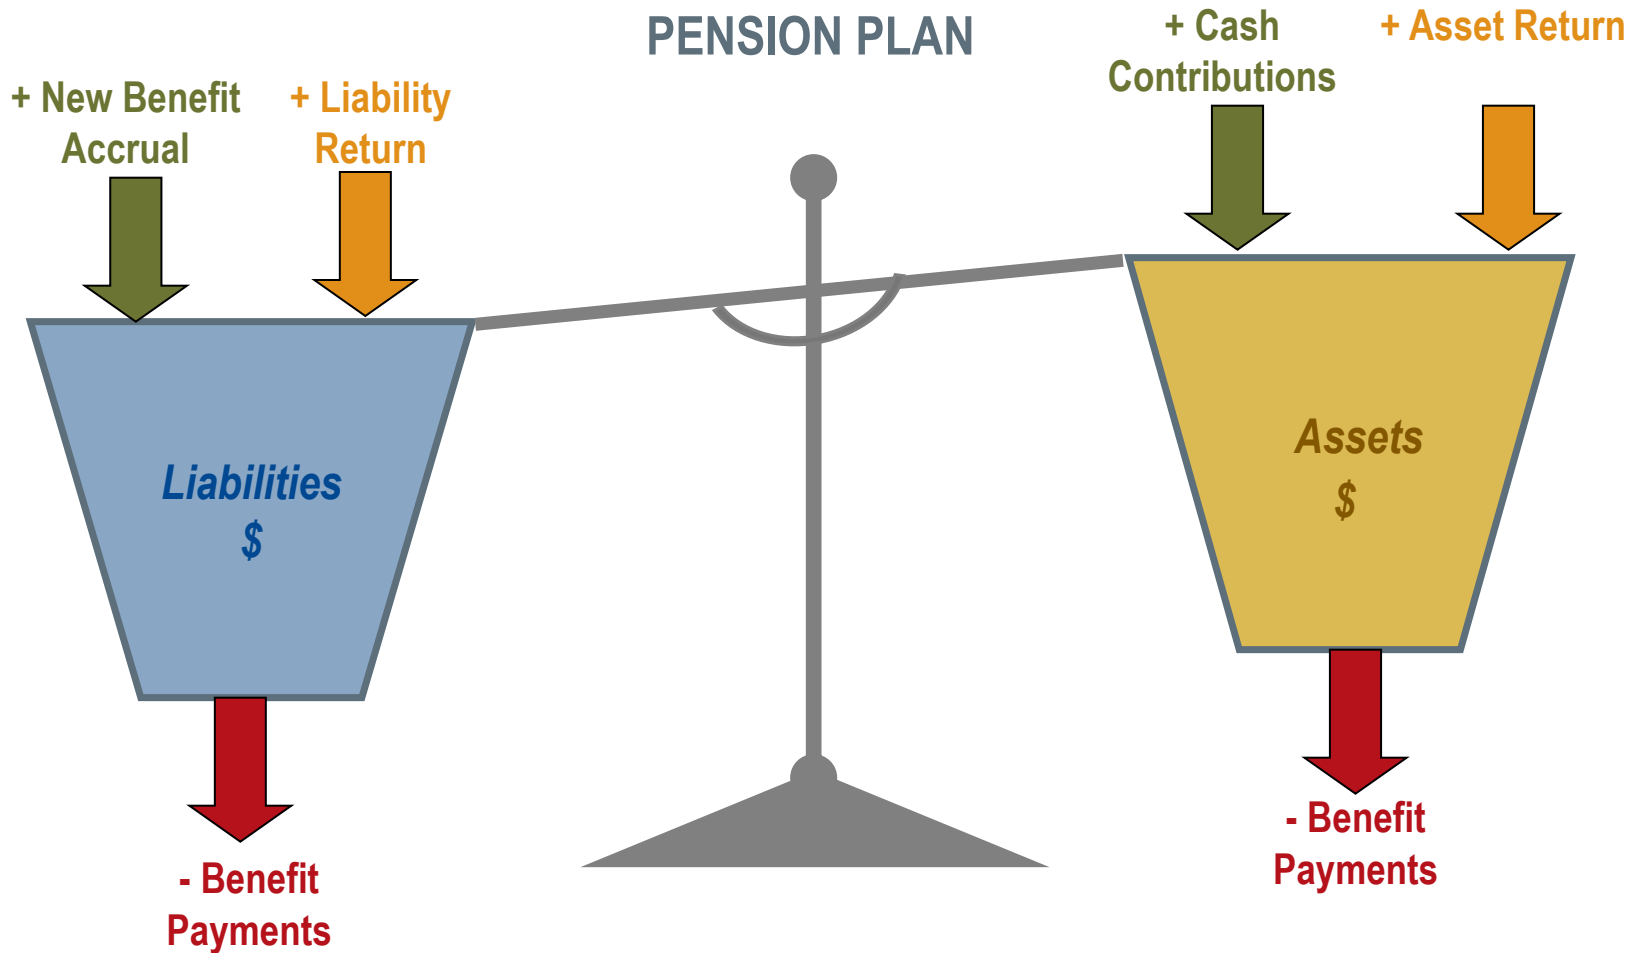 PENSION PLAN
+ New Benefit
Accrual
+ Liability
Return
+ Cash
Contributions
+ Asset Return
Liabilities
$
Assets
$
- Benefit
Payments
- Benefit
Payments